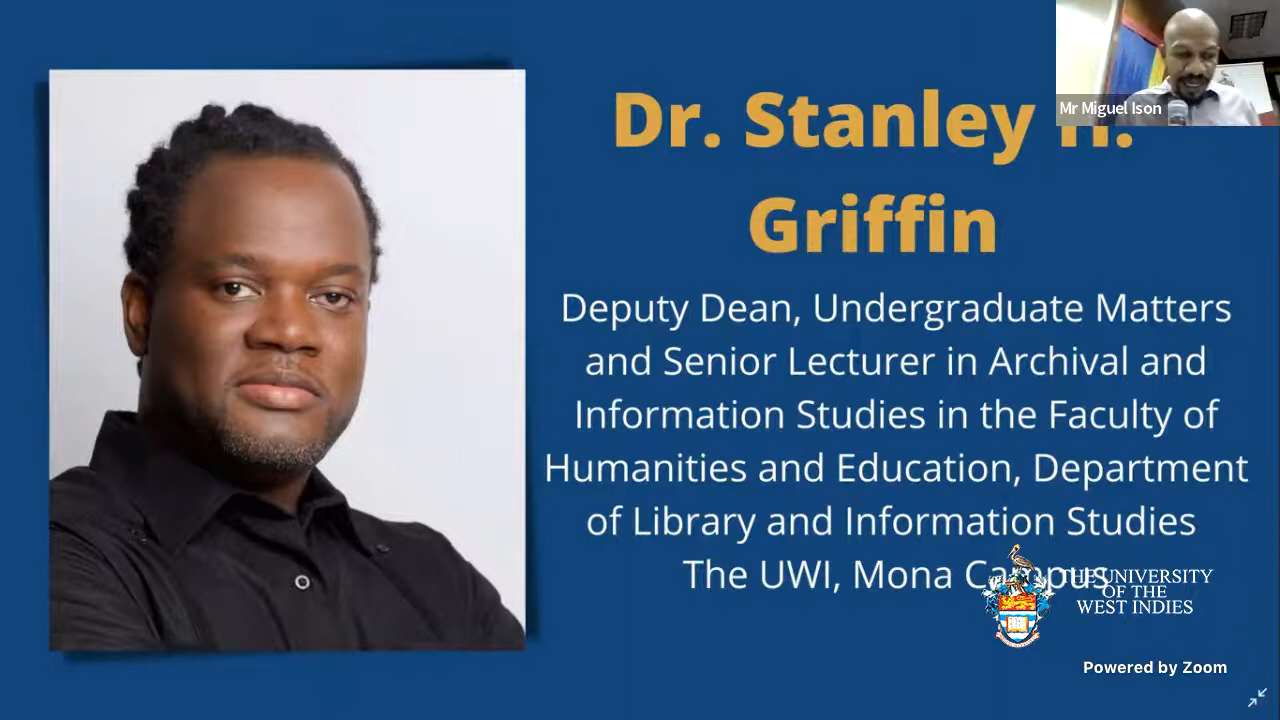 Mr Miguel Ison
Dr. Stanley H.
Griffin
Deputy Dean, Undergraduate Matters
and Senior Lecturer in Archival and
Information Studies in the Faculty of
Humanities and Education, Department
of Library and Information Studies
The UWI, Mona Campus
THE UNIVERSITY
OF THE
WEST INDIES
Powered by Zoom